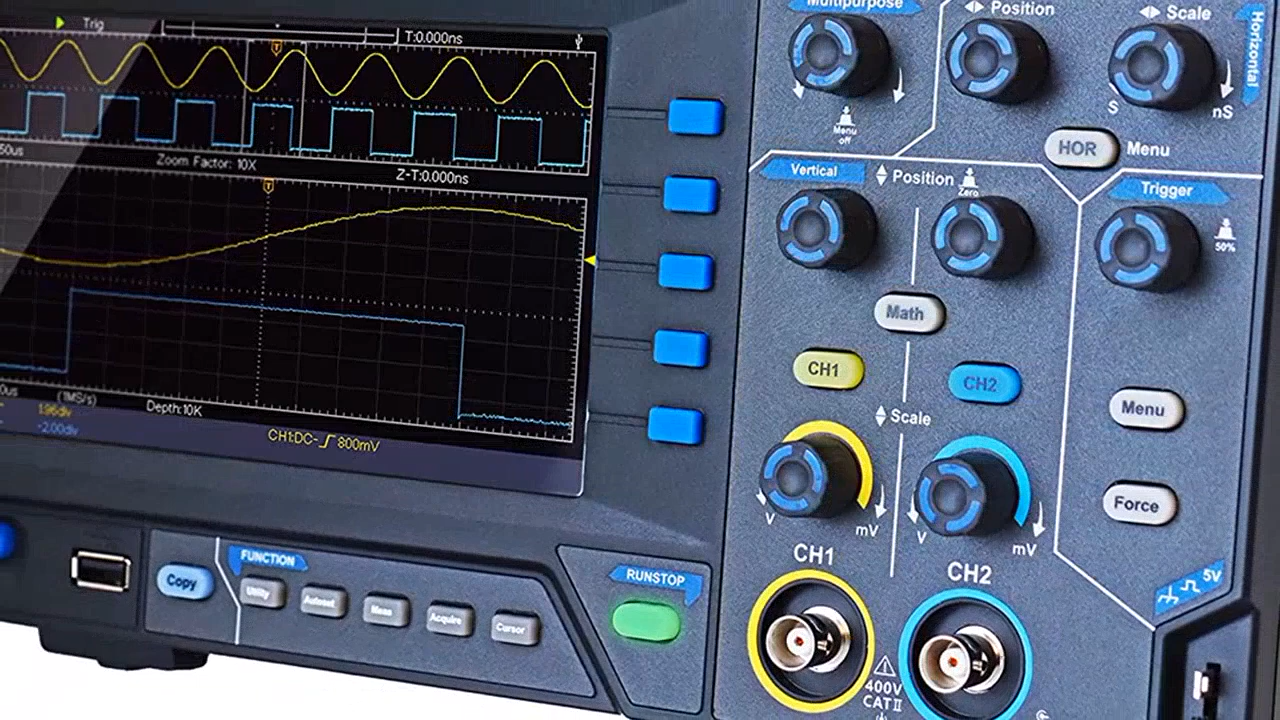 Trig
T:0.000ns
50us
Zoom Factor: 10X
Z-T:0.000ns
T
T
0us
(1MS/s)
Depth:10K
1.96div
-2.00div
CH1:DC-
800mV
Multipurpose
Menu
off
Position
Scale
Horizontal
S
nS
HOR
Menu
Vertical
Position
Zero
Trigger
50%
Math
CH1
CH2
Scale
Menu
Force
V
mV
V
mV
CH1
CH2
5V
400V
CAT II
Copy
FUNCTION
Utility
Autoset
Meas
Acquire
Cursor
RUNSTOP